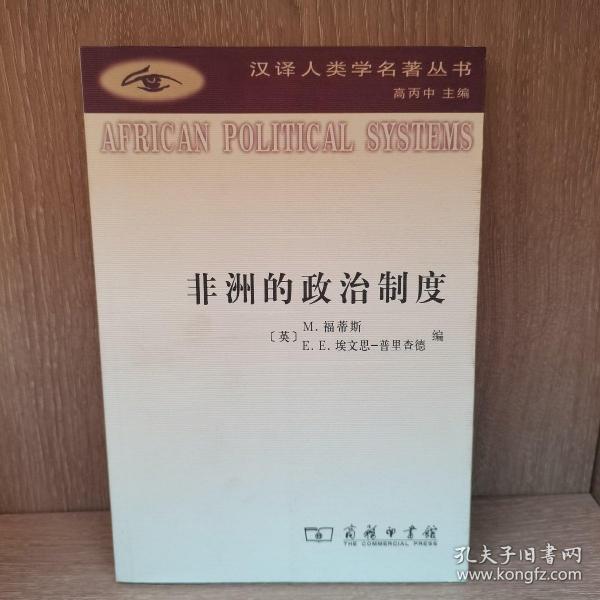 汉译人类学名著丛书
高丙中 主编
AFRICAN POLITICAL SYSTEMS
非洲的政治制度
〔英〕M. 福蒂斯
E. E. 埃文思-普里查德 编
商务印书馆
THE COMMERCIAL PRESS
孔夫子旧书网
www.kongfz.com